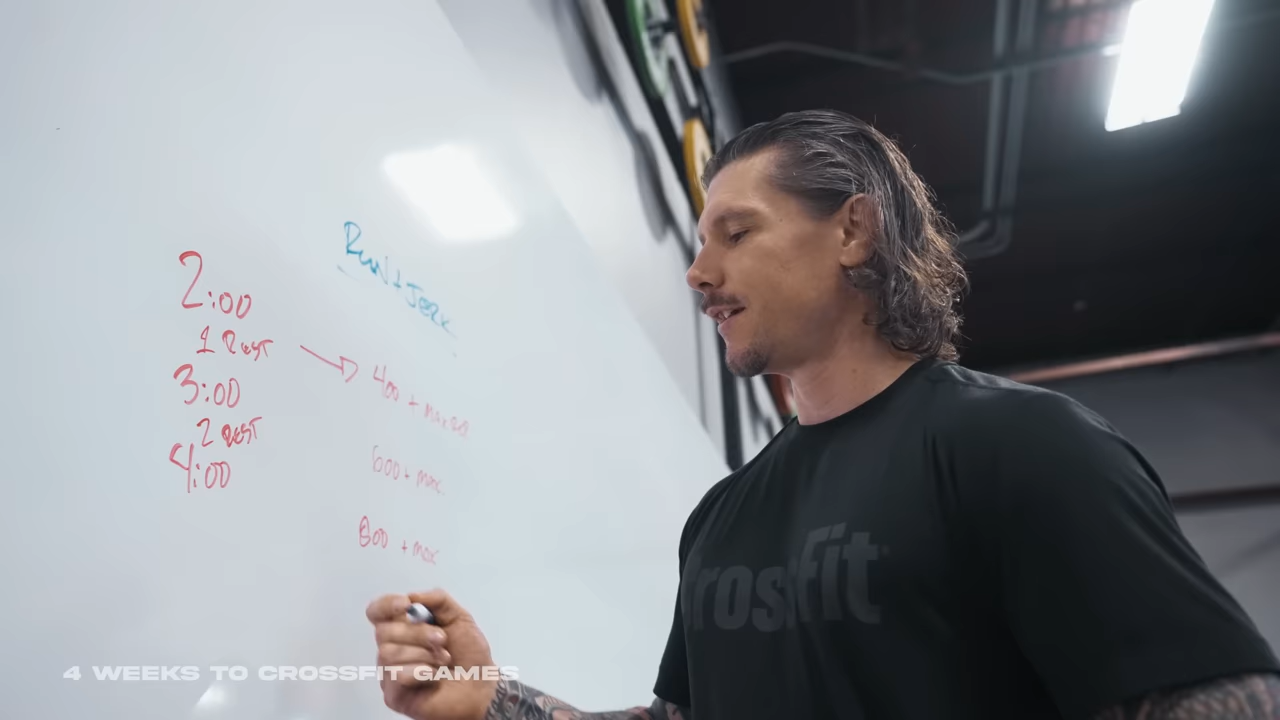 Run + Jerk
2:00
1 Rest
3:00
2 Rest
4:00
400 + max
600 + max
800 + max
CrossFit
4 WEEKS TO CROSSFIT GAMES